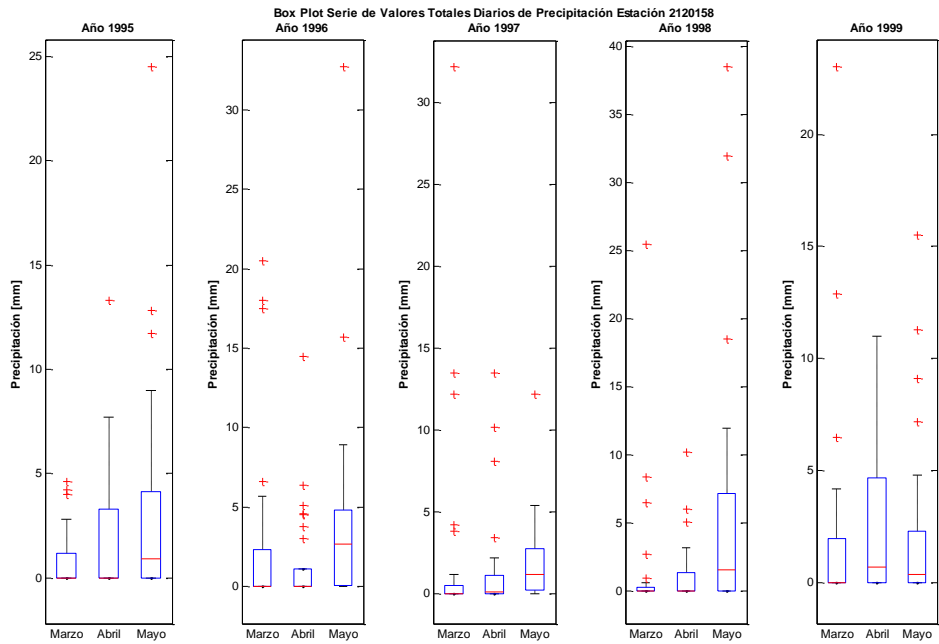 Box Plot Serie de Valores Totales Diarios de Precipitación Estación 2120158
Año 1995
Año 1996
Año 1997
Año 1998
Año 1999
Precipitación [mm]
25
20
15
10
5
0
Marzo Abril Mayo
Precipitación [mm]
30
25
20
15
10
5
0
Marzo Abril Mayo
Precipitación [mm]
30
25
20
15
10
5
0
Marzo Abril Mayo
Precipitación [mm]
40
35
30
25
20
15
10
5
0
Marzo Abril Mayo
Precipitación [mm]
20
15
10
5
0
Marzo Abril Mayo